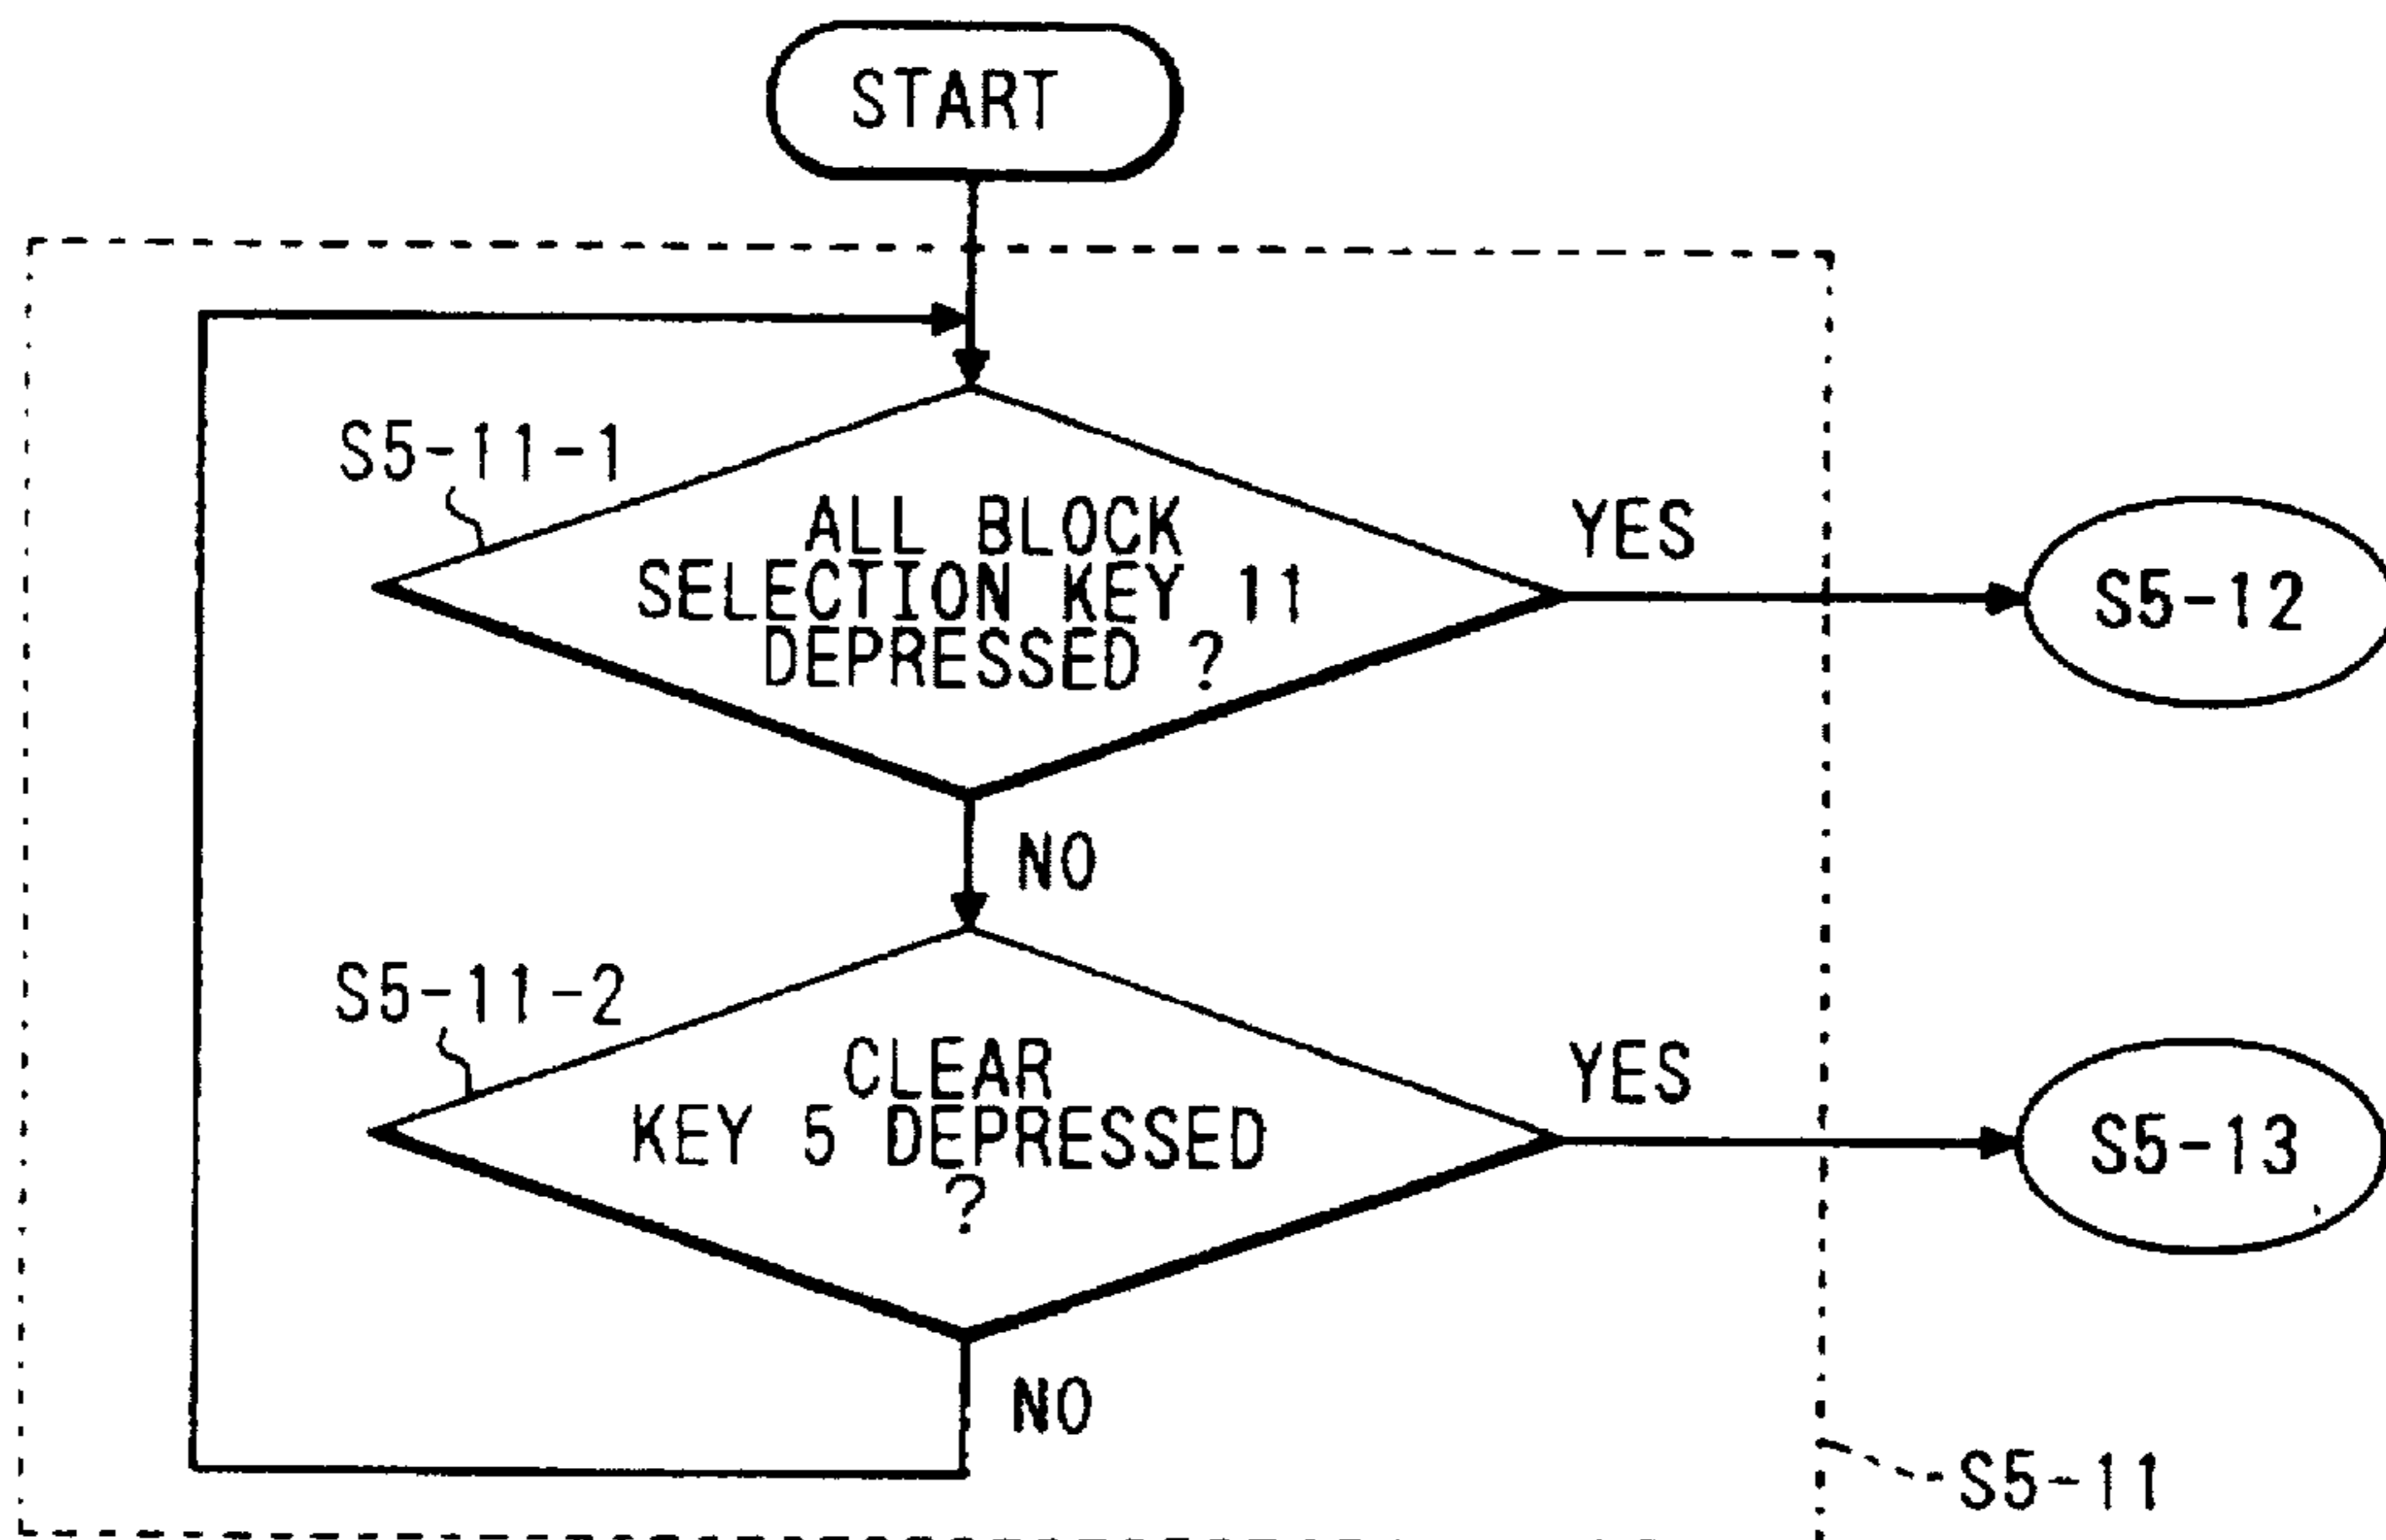 START
S5-11-1
ALL BLOCK
SELECTION KEY 11
DEPRESSED ?
YES
S5-12
NO
S5-11-2
CLEAR
KEY 5 DEPRESSED
?
YES
S5-13
NO
S5-11